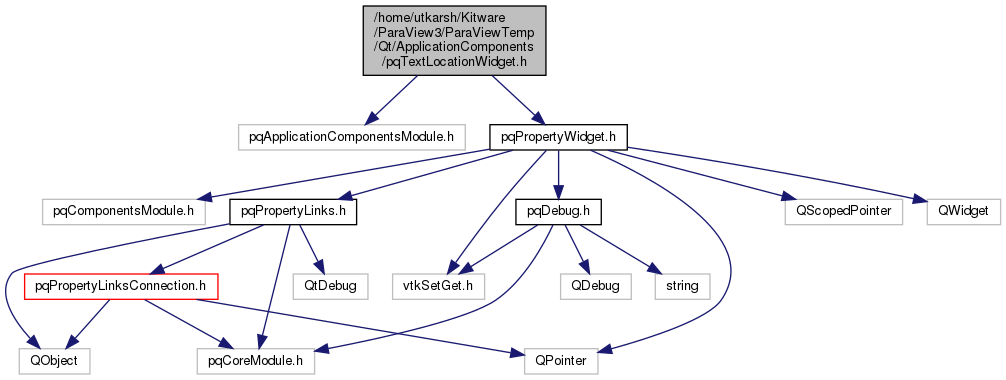 /home/utkarsh/Kitware
/ParaView3/ParaViewTemp
/Qt/ApplicationComponents
/pqTextLocationWidget.h
pqApplicationComponentsModule.h
pqPropertyWidget.h
pqComponentsModule.h
pqPropertyLinks.h
pqDebug.h
QScopedPointer
QWidget
pqPropertyLinksConnection.h
QtDebug
vtkSetGet.h
QDebug
string
QObject
pqCoreModule.h
QPointer